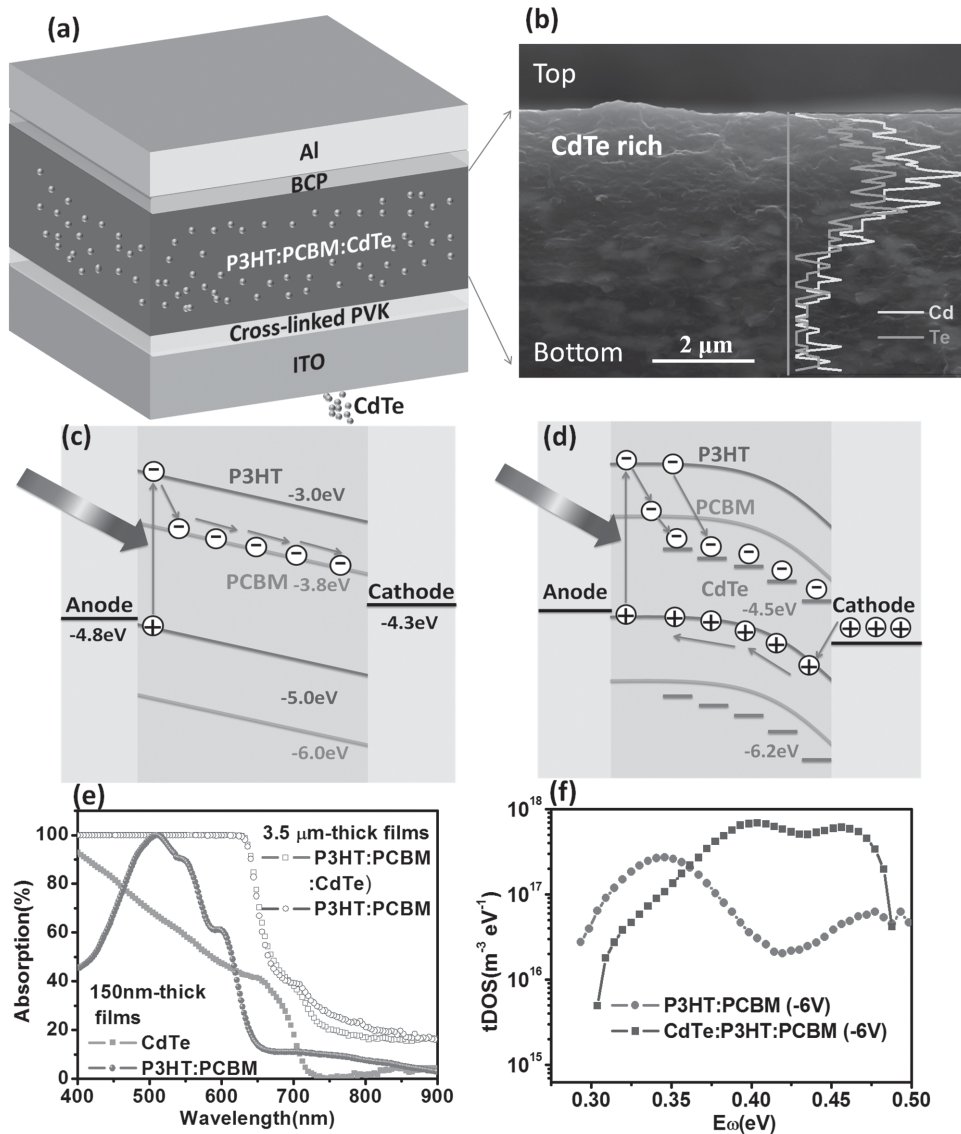 (a)
Al
BCP
P3HT:PCBM:CdTe
Cross-linked PVK
ITO
CdTe
(b)
Top
CdTe rich
Bottom
2 μm
Cd
Te
(c)
P3HT
-3.0eV
PCBM
-3.8eV
Anode
-4.8eV
Cathode
-4.3eV
-5.0eV
-6.0eV
(d)
P3HT
PCBM
CdTe
-4.5eV
Anode
Cathode
-6.2eV
(e)
100
80
60
40
20
0
Absorption(%)
3.5 μm-thick films
P3HT:PCBM
:CdTe)
P3HT:PCBM
150nm-thick
films
CdTe
P3HT:PCBM
400 500 600 700 800 900
Wavelength(nm)
(f)
10^18
10^17
10^16
10^15
tDOS(m^-3 eV^-1)
P3HT:PCBM (-6V)
CdTe:P3HT:PCBM (-6V)
0.30 0.35 0.40 0.45 0.50
Eω(eV)